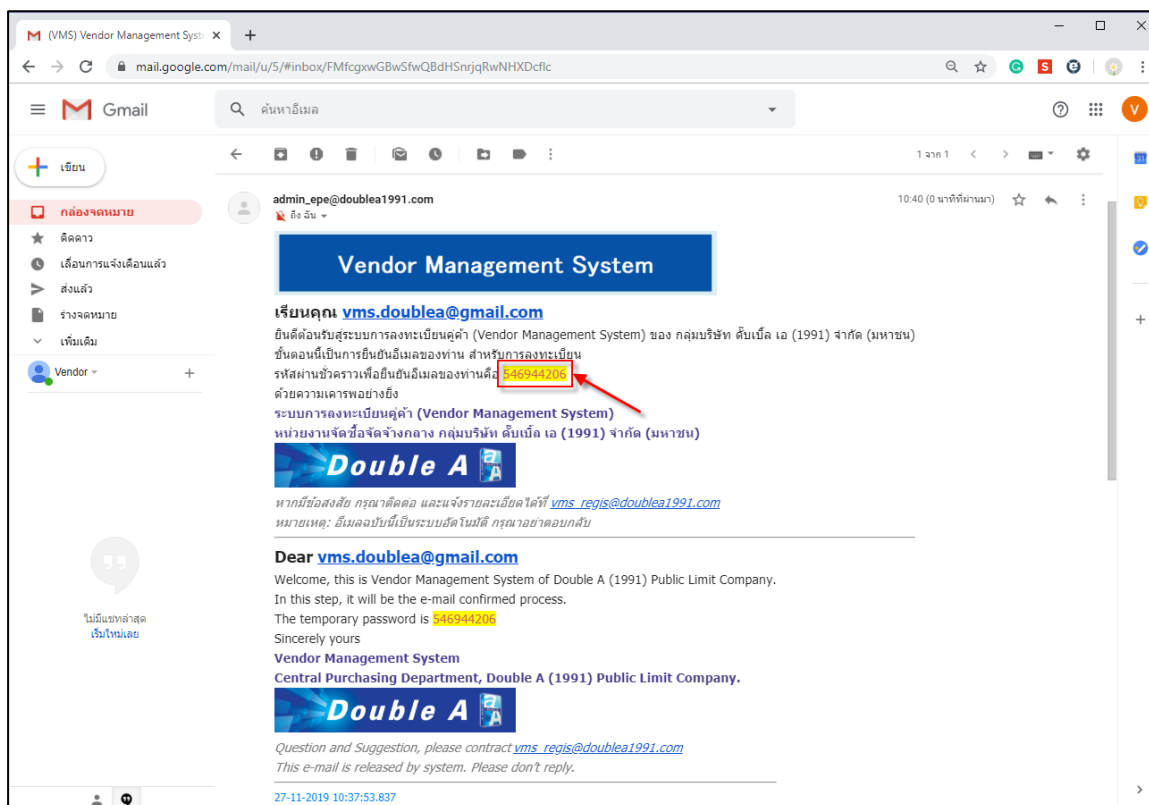 (VMS) Vendor Management Syst
mail.google.com/mail/u/5/#inbox/FMfcgxwGBwSfwQBdHSnrjqRwNHXDcflc
Gmail
ค้นหาอีเมล
V
เขียน
1 จาก 1
กล่องจดหมาย
ติดดาว
เลื่อนการแจ้งเตือนแล้ว
ส่งแล้ว
ร่างจดหมาย
เพิ่มเติม
Vendor
ไม่มีแชทล่าสุด
เริ่มใหม่เลย
admin_epe@doublea1991.com
10:40 (0 นาทีที่ผ่านมา)
ถึง ฉัน
Vendor Management System
เรียนคุณ vms.doublea@gmail.com
ยินดีต้อนรับสู่ระบบการลงทะเบียนคู่ค้า (Vendor Management System) ของ กลุ่มบริษัท ดั๊บเบิ้ล เอ (1991) จำกัด (มหาชน)
ขั้นตอนนี้เป็นการยืนยันอีเมลของท่าน สำหรับการลงทะเบียน
รหัสผ่านชั่วคราวเพื่อยืนยันอีเมลของท่านคือ 546944206
ด้วยความเคารพอย่างยิ่ง
ระบบการลงทะเบียนคู่ค้า (Vendor Management System)
หน่วยงานจัดซื้อจัดจ้างกลาง กลุ่มบริษัท ดั๊บเบิ้ล เอ (1991) จำกัด (มหาชน)
Double A
หากมีข้อสงสัย กรุณาติดต่อ และแจ้งรายละเอียดได้ที่ vms_regis@doublea1991.com
หมายเหตุ: อีเมลฉบับนี้เป็นระบบอัตโนมัติ กรุณาอย่าตอบกลับ
Dear vms.doublea@gmail.com
Welcome, this is Vendor Management System of Double A (1991) Public Limit Company.
In this step, it will be the e-mail confirmed process.
The temporary password is 546944206
Sincerely yours
Vendor Management System
Central Purchasing Department, Double A (1991) Public Limit Company.
Double A
Question and Suggestion, please contract vms_regis@doublea1991.com
This e-mail is released by system. Please don't reply.
27-11-2019 10:37:53.837